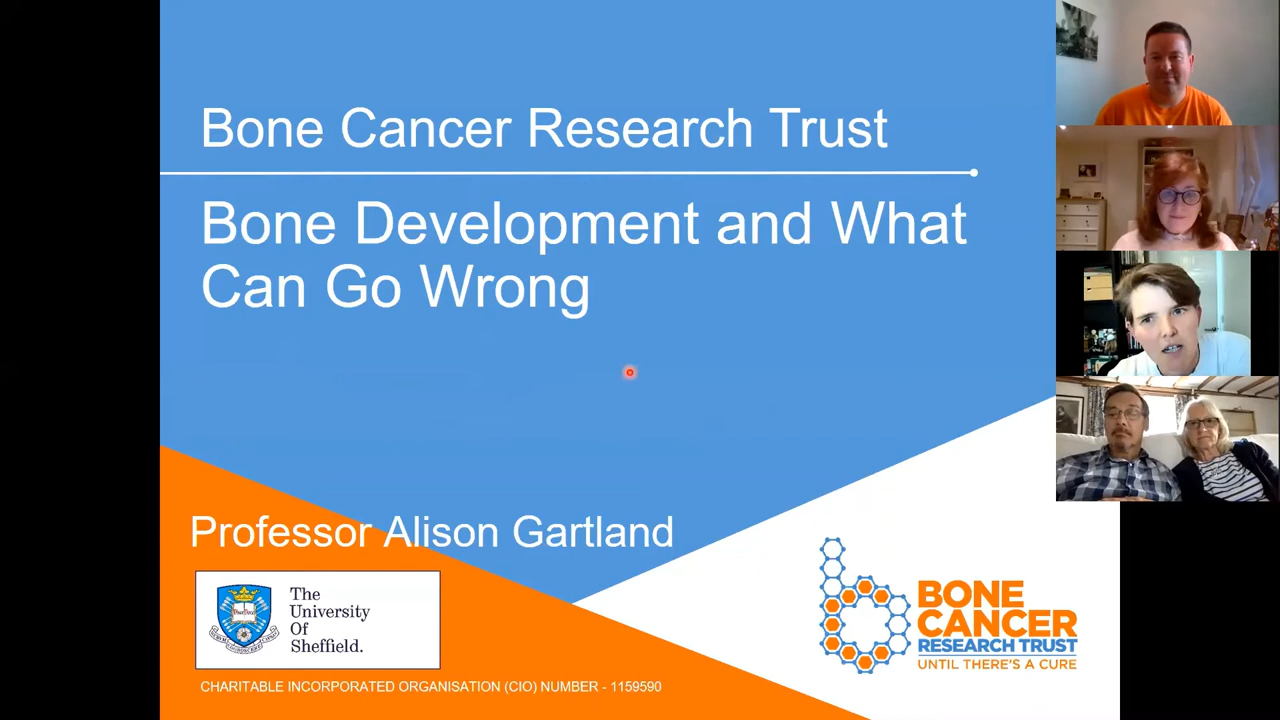 Bone Cancer Research Trust
Bone Development and What
Can Go Wrong
Professor Alison Gartland
The
University
Of
Sheffield.
CHARITABLE INCORPORATED ORGANISATION (CIO) NUMBER - 1159590
BONE
CANCER
RESEARCH TRUST
UNTIL THERE'S A CURE